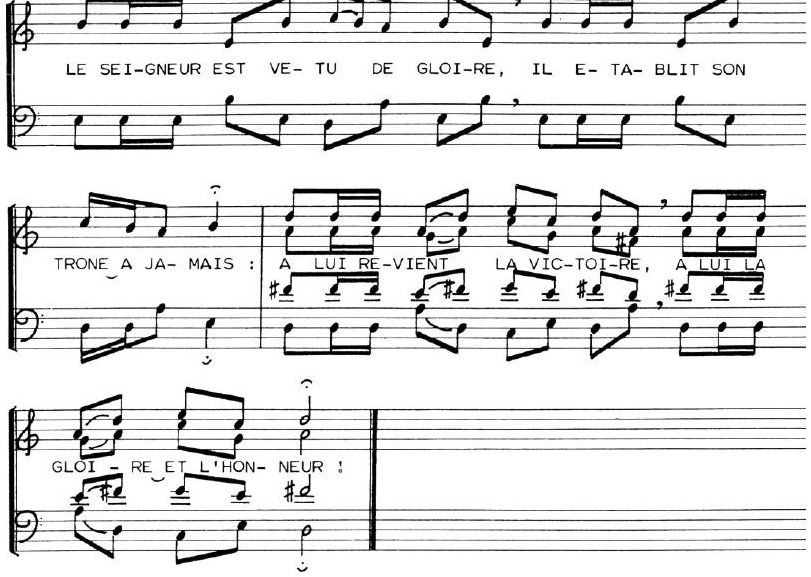 LE SEI-GNEUR EST VE- TU DE GLOI-RE, IL E- TA- BLIT SON
TRONE‿A JA- MAIS : A LUI RE-VIENT LA VIC-TOI-RE, A LUI LA
GLOI - RE‿ET L'HON- NEUR !